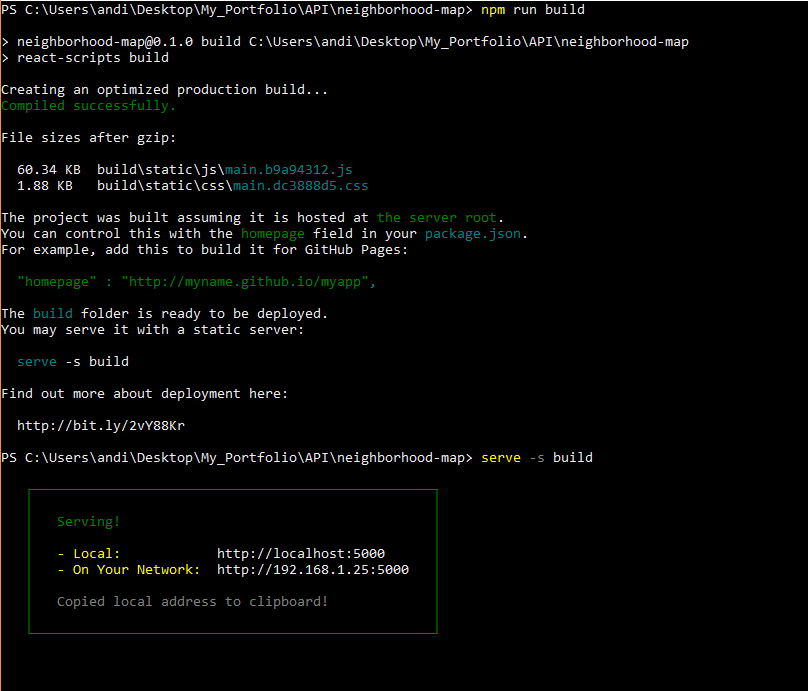 PS C:\Users\andi\Desktop\My_Portfolio\API\neighborhood-map> npm run build
> neighborhood-map@0.1.0 build C:\Users\andi\Desktop\My_Portfolio\API\neighborhood-map
> react-scripts build
Creating an optimized production build...
Compiled successfully.
File sizes after gzip:
60.34 KB  build\static\js\main.b9a94312.js
1.88 KB   build\static\css\main.dc3888d5.css
The project was built assuming it is hosted at the server root.
You can control this with the homepage field in your package.json.
For example, add this to build it for GitHub Pages:
"homepage" : "http://myname.github.io/myapp",
The build folder is ready to be deployed.
You may serve it with a static server:
serve -s build
Find out more about deployment here:
http://bit.ly/2vY88Kr
PS C:\Users\andi\Desktop\My_Portfolio\API\neighborhood-map> serve -s build
Serving!
- Local:            http://localhost:5000
- On Your Network:  http://192.168.1.25:5000
Copied local address to clipboard!